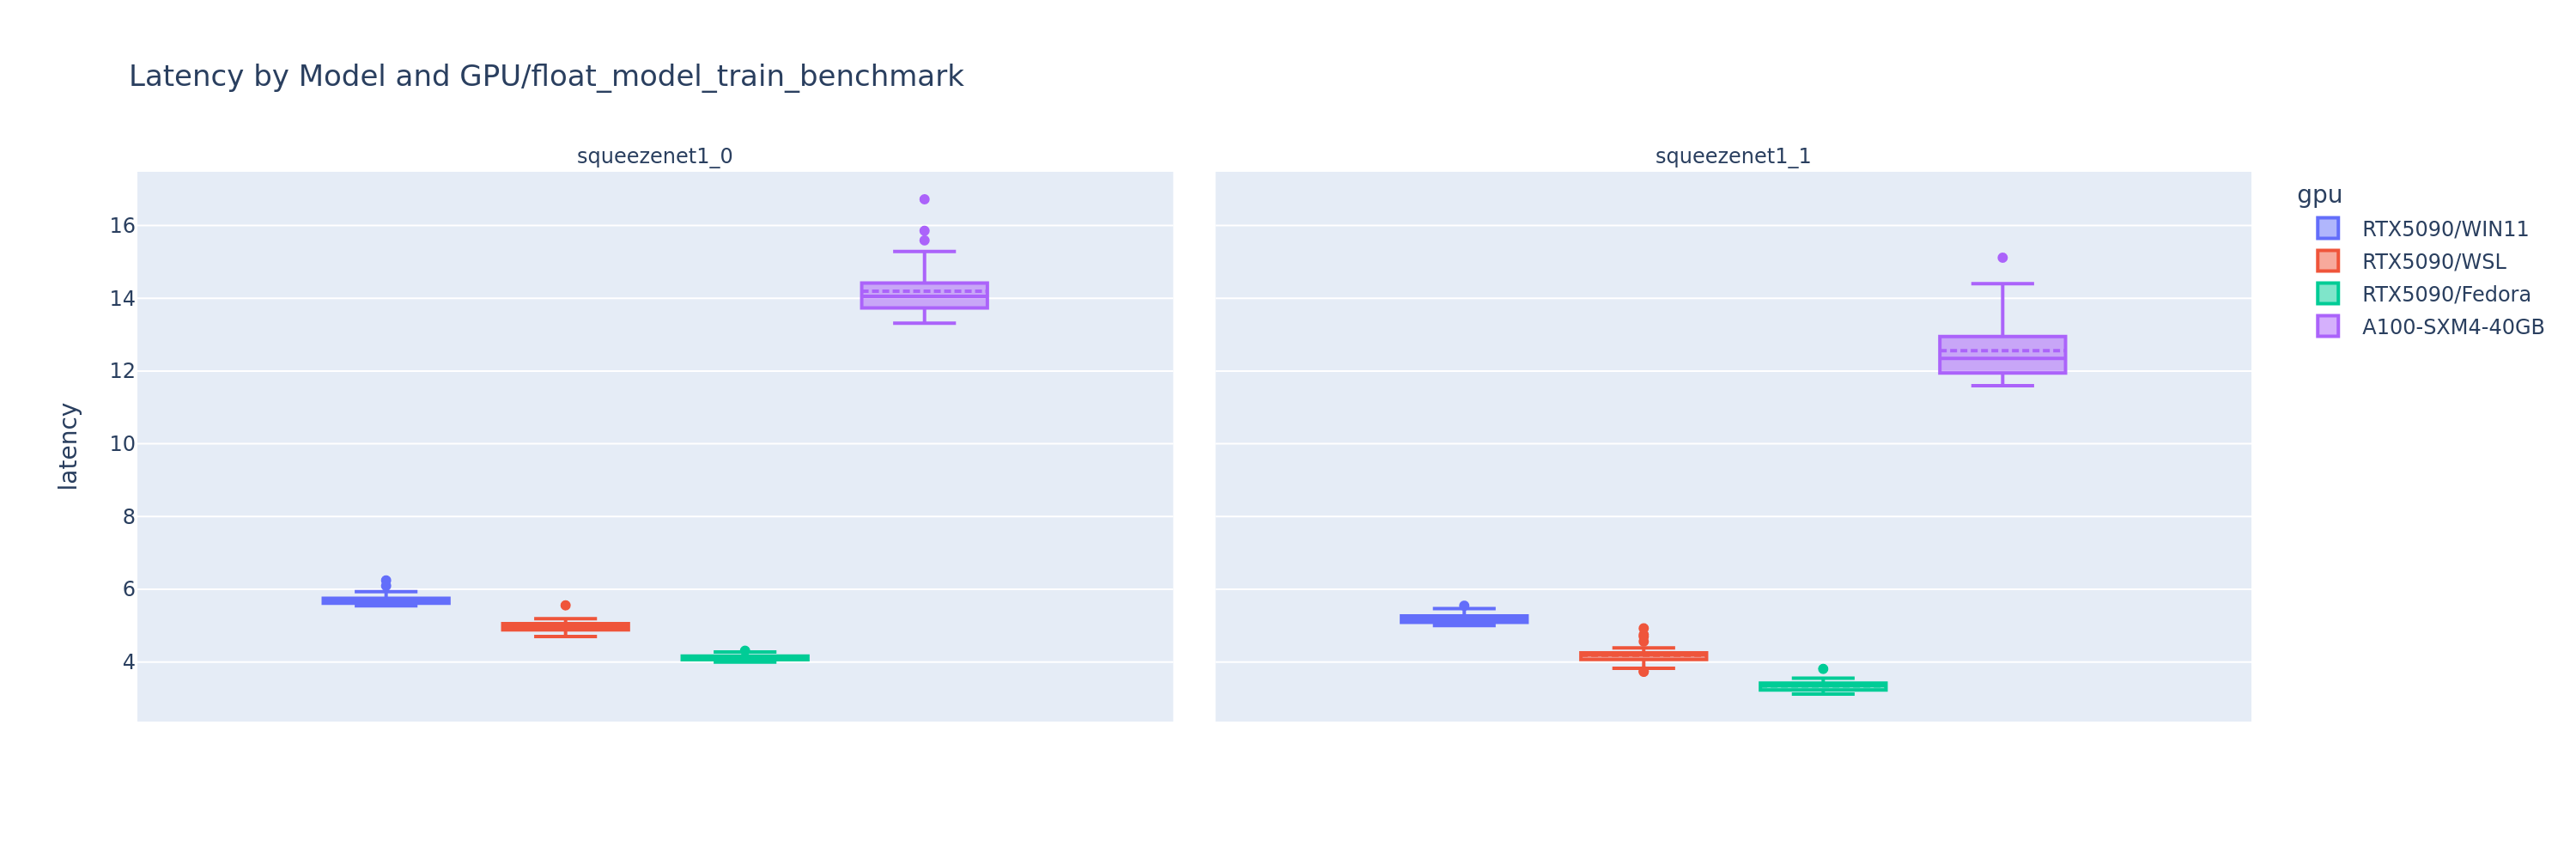 Latency by Model and GPU/float_model_train_benchmark
squeezenet1_0
squeezenet1_1
latency
16
14
12
10
8
6
4
gpu
RTX5090/WIN11
RTX5090/WSL
RTX5090/Fedora
A100-SXM4-40GB